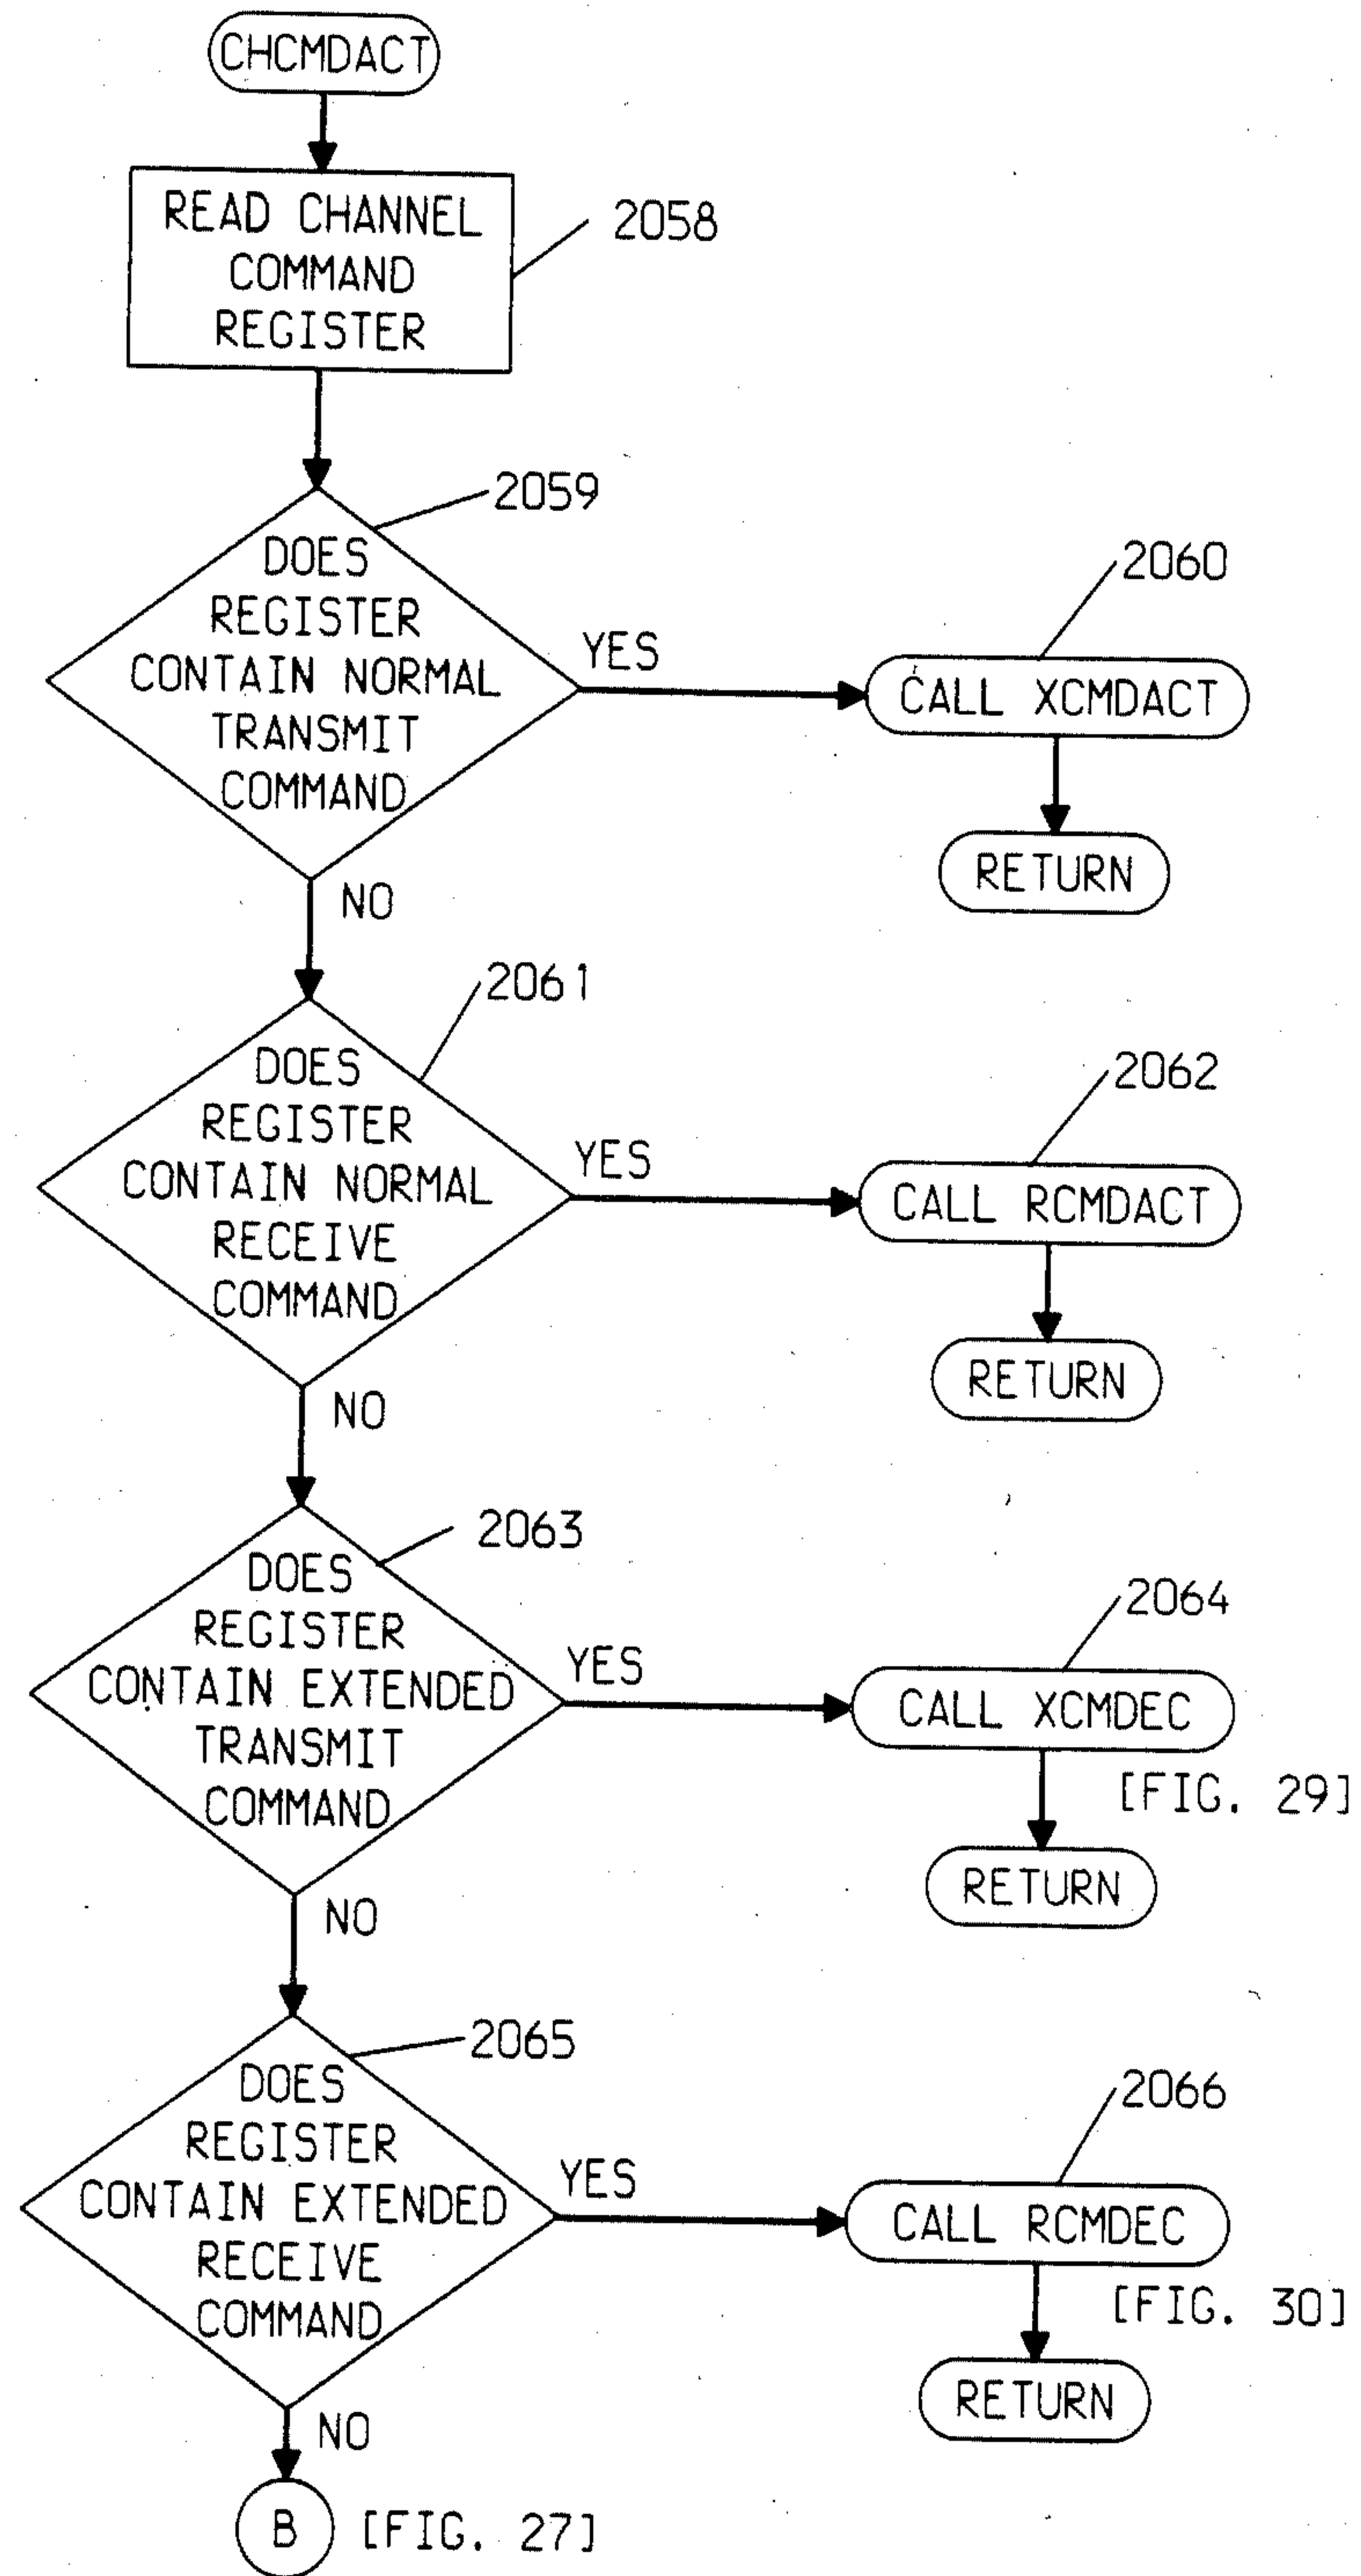 CHCMDACT
READ CHANNEL
COMMAND
REGISTER
2058
2059
DOES
REGISTER
CONTAIN NORMAL
TRANSMIT
COMMAND
YES
2060
CALL XCMDACT
RETURN
NO
2061
DOES
REGISTER
CONTAIN NORMAL
RECEIVE
COMMAND
YES
2062
CALL RCMDACT
RETURN
NO
2063
DOES
REGISTER
CONTAIN EXTENDED
TRANSMIT
COMMAND
YES
2064
CALL XCMDEC
[FIG. 29]
RETURN
NO
2065
DOES
REGISTER
CONTAIN EXTENDED
RECEIVE
COMMAND
YES
2066
CALL RCMDEC
[FIG. 30]
RETURN
NO
B [FIG. 27]